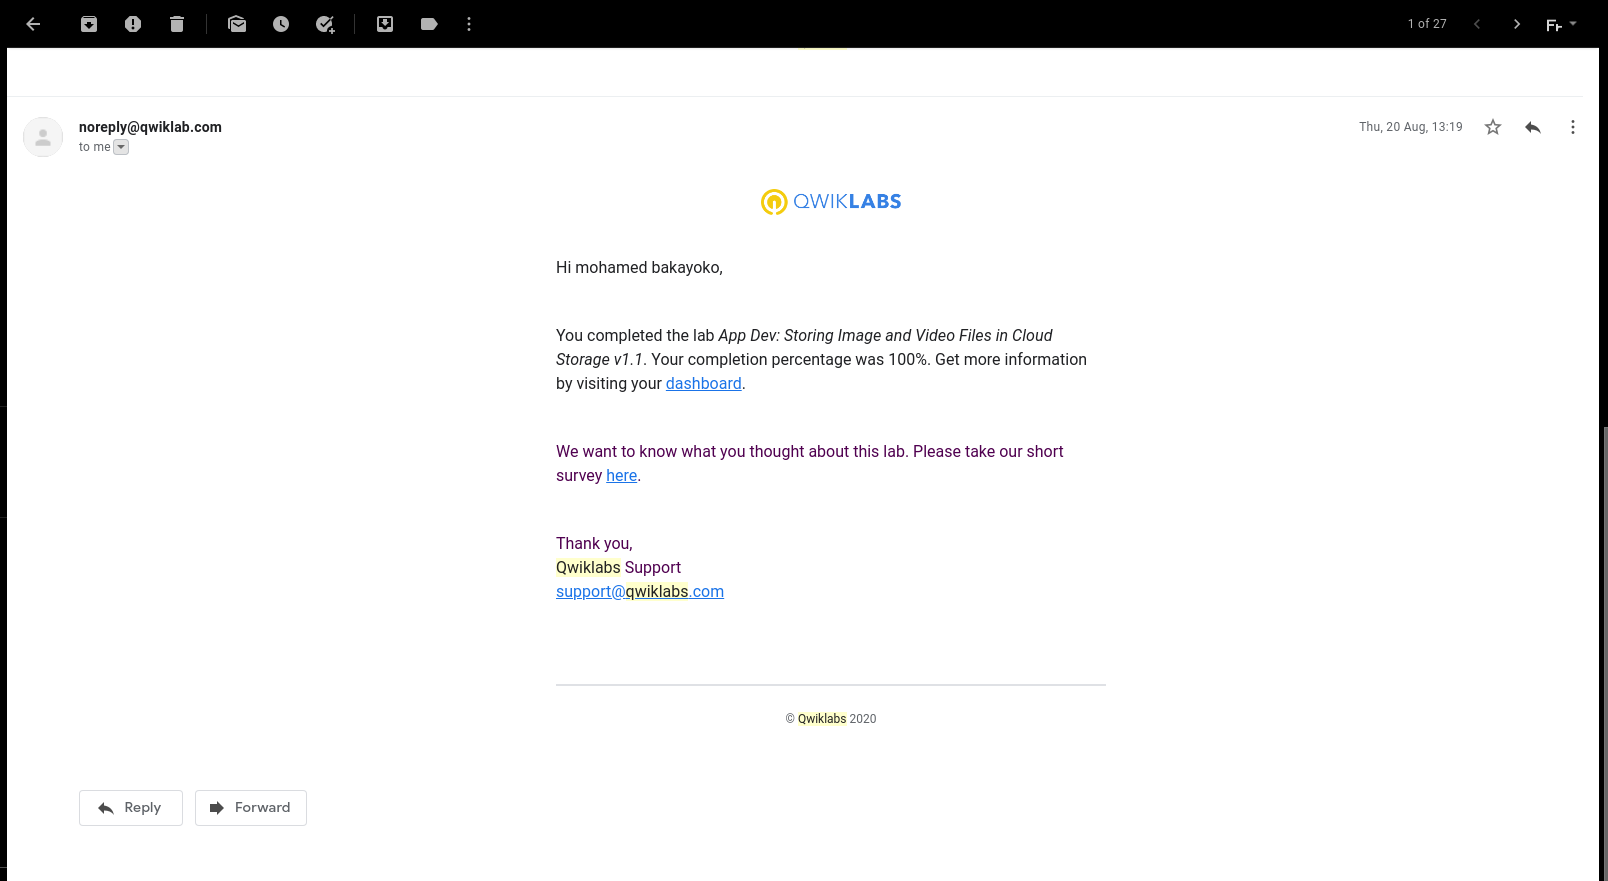 1 of 27
noreply@qwiklab.com
Thu, 20 Aug, 13:19
to me
QWIKLABS
Hi mohamed bakayoko,
You completed the lab App Dev: Storing Image and Video Files in Cloud
Storage v1.1. Your completion percentage was 100%. Get more information
by visiting your dashboard.
We want to know what you thought about this lab. Please take our short
survey here.
Thank you,
Qwiklabs Support
support@qwiklabs.com
© Qwiklabs 2020
Reply
Forward